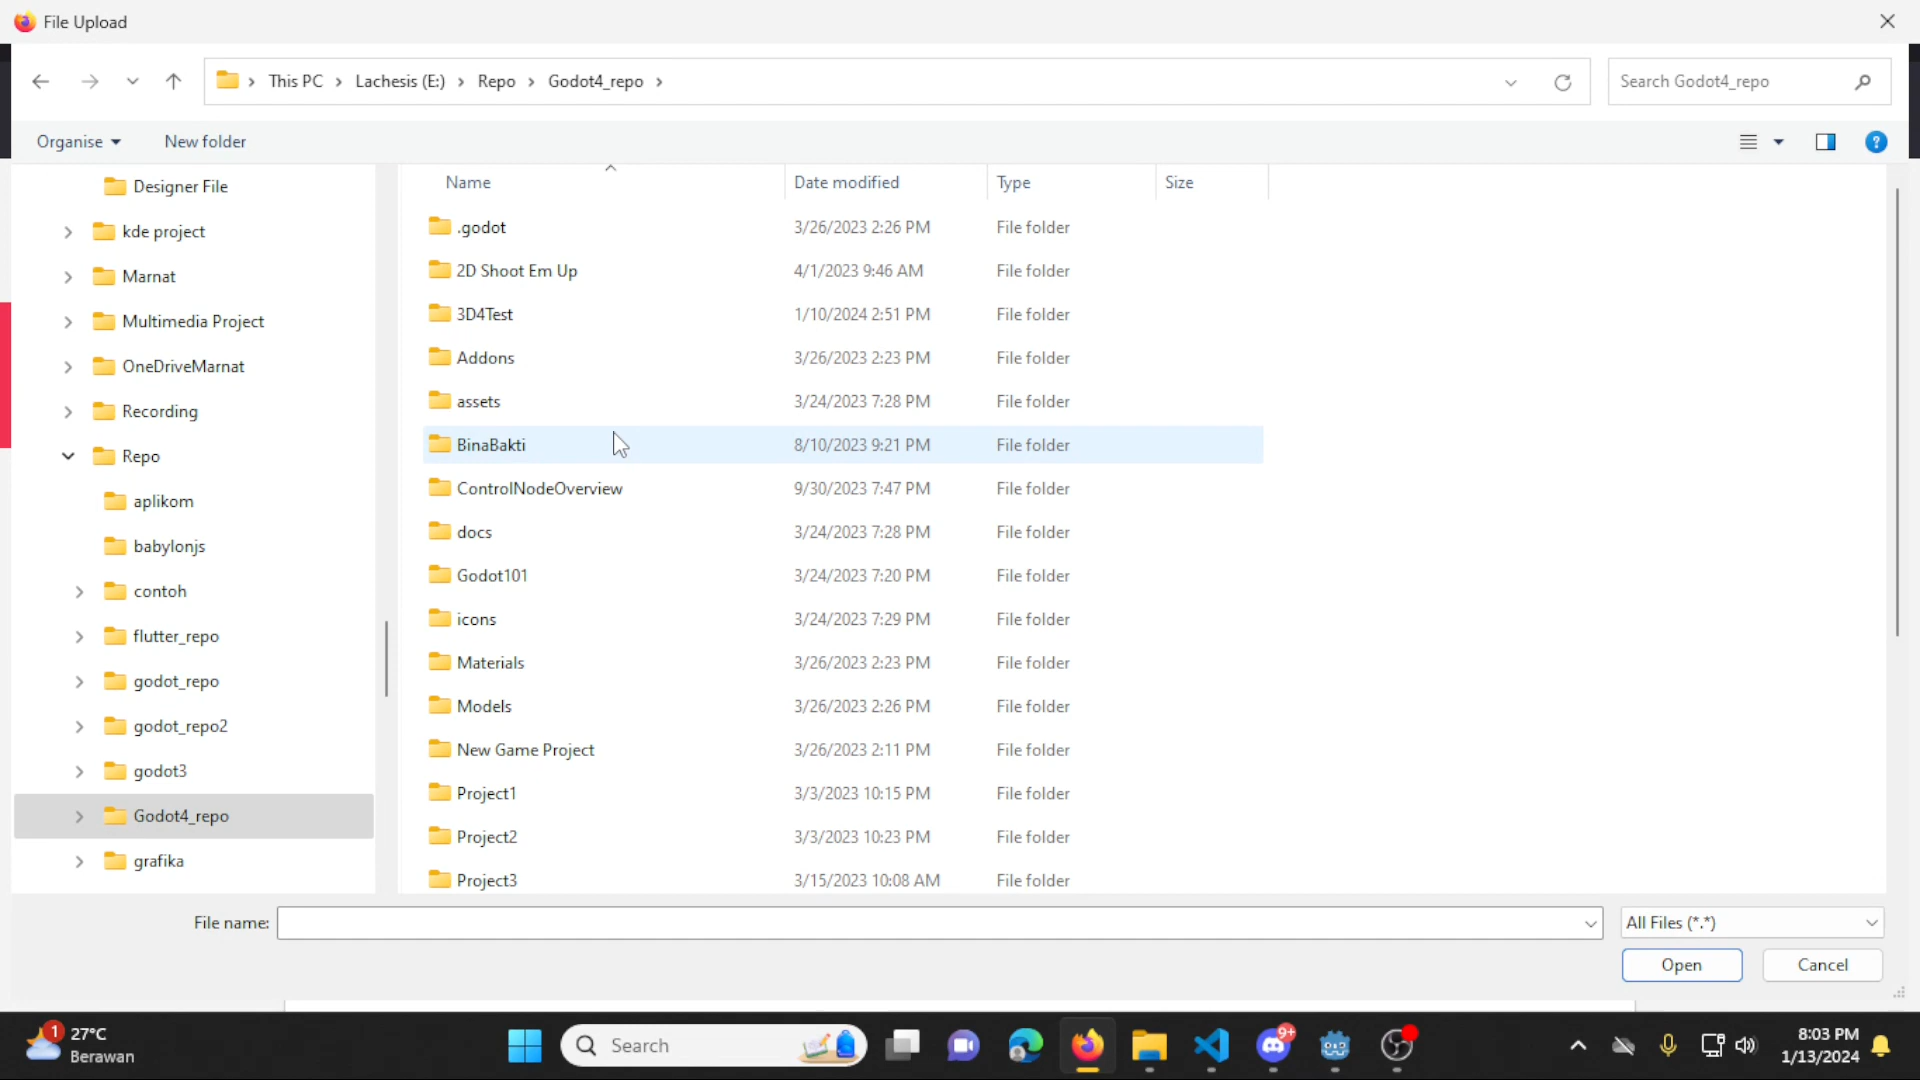 File Upload
This PC > Lachesis (E:) > Repo > Godot4_repo >
Search Godot4_repo
Organise
New folder
?
Designer File
kde project
Marnat
Multimedia Project
OneDriveMarnat
Recording
Repo
aplikom
babylonjs
contoh
flutter_repo
godot_repo
godot_repo2
godot3
Godot4_repo
grafika
Name Date modified Type Size
.godot 3/26/2023 2:26 PM File folder
2D Shoot Em Up 4/1/2023 9:46 AM File folder
3D4Test 1/10/2024 2:51 PM File folder
Addons 3/26/2023 2:23 PM File folder
assets 3/24/2023 7:28 PM File folder
BinaBakti 8/10/2023 9:21 PM File folder
ControlNodeOverview 9/30/2023 7:47 PM File folder
docs 3/24/2023 7:28 PM File folder
Godot101 3/24/2023 7:20 PM File folder
icons 3/24/2023 7:29 PM File folder
Materials 3/26/2023 2:23 PM File folder
Models 3/26/2023 2:26 PM File folder
New Game Project 3/26/2023 2:11 PM File folder
Project1 3/3/2023 10:15 PM File folder
Project2 3/3/2023 10:23 PM File folder
Project3 3/15/2023 10:08 AM File folder
File name:
All Files (*.*)
Open
Cancel
1
27°C
Berawan
Search
9+
8:03 PM
1/13/2024